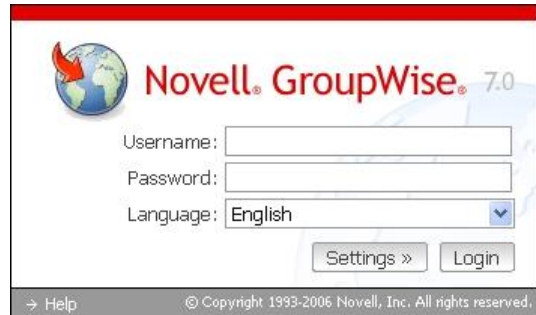 Novell® GroupWise® 7.0
Username:
Password:
Language: English
Settings » Login
→ Help © Copyright 1993-2006 Novell, Inc. All rights reserved.